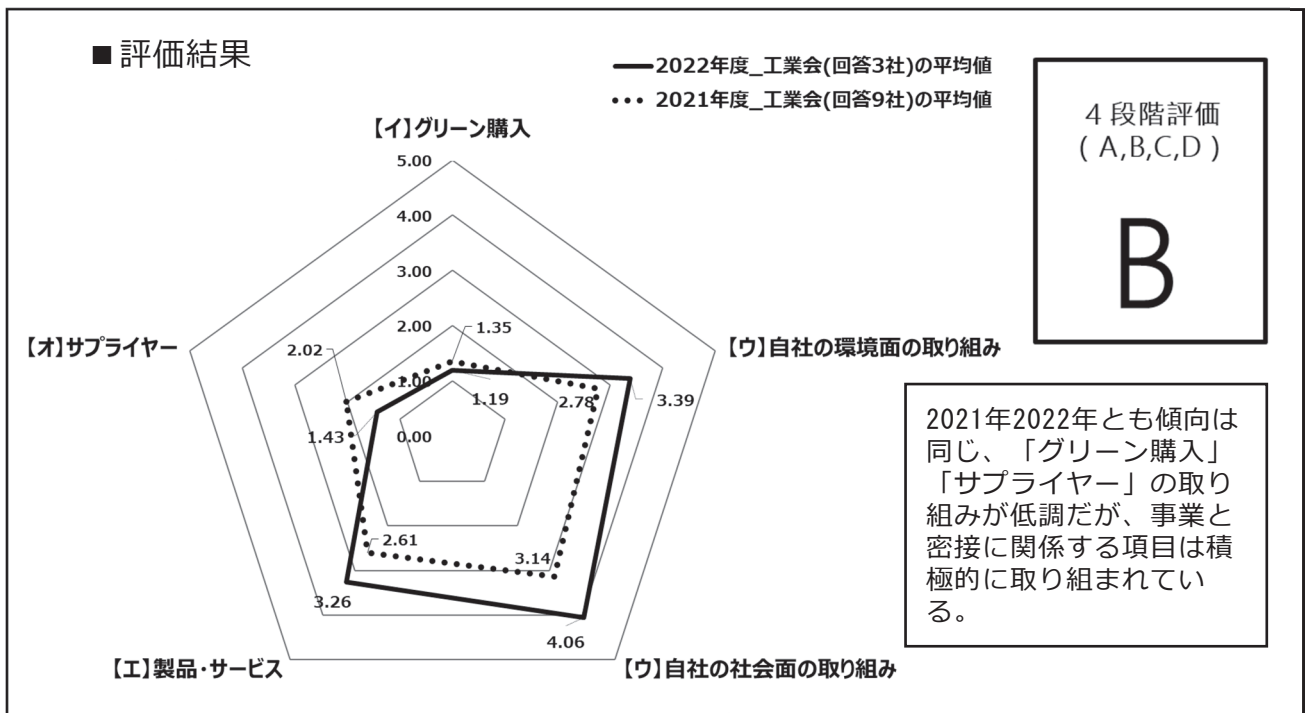 ■評価結果
2022年度_工業会(回答3社)の平均値
2021年度_工業会(回答9社)の平均値
4段階評価
( A,B,C,D )
B
【イ】グリーン購入
5.00
4.00
3.00
2.00
1.00
0.00
1.35
1.19
【オ】サプライヤー
2.02
1.43
【ウ】自社の環境面の取り組み
2.78
3.39
2.61
3.14
3.26
4.06
【エ】製品・サービス
【ウ】自社の社会面の取り組み
2021年2022年とも傾向は
同じ、「グリーン購入」
「サプライヤー」の取り
組みが低調だが、事業と
密接に関係する項目は積
極的に取り組まれてい
る。